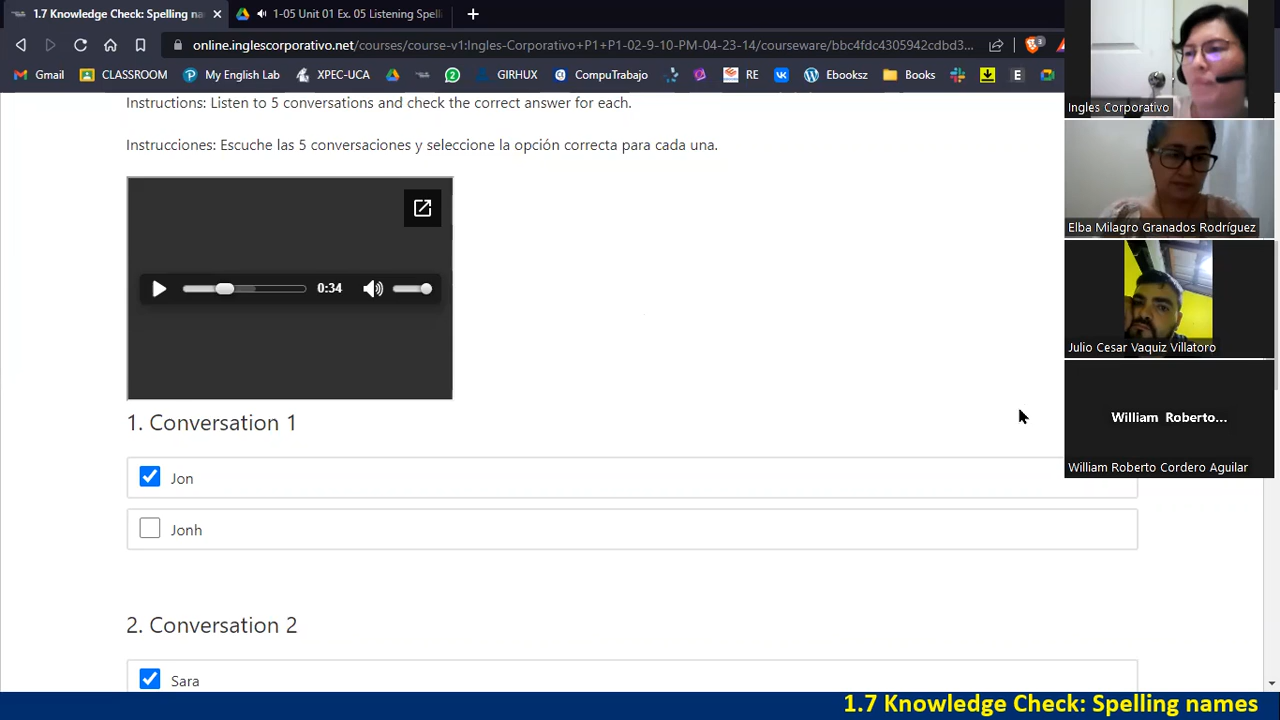 1.7 Knowledge Check: Spelling na
1-05 Unit 01 Ex. 05 Listening Spell
online.inglescorporativo.net/courses/course-v1:Ingles-Corporativo+P1+P1-02-9-10-PM-04-23-14/courseware/bbc4fdc4305942cdbd3...
3
Gmail CLASSROOM My English Lab XPEC-UCA 2 GIRHUX CompuTrabajo RE Ebooksz Books E
Instructions: Listen to 5 conversations and check the correct answer for each.
Instrucciones: Escuche las 5 conversaciones y seleccione la opción correcta para cada una.
0:34
1. Conversation 1
Jon
Jonh
2. Conversation 2
Sara
Ingles Corporativo
Elba Milagro Granados Rodríguez
Julio Cesar Vaquiz Villatoro
William Roberto...
William Roberto Cordero Aguilar
1.7 Knowledge Check: Spelling names